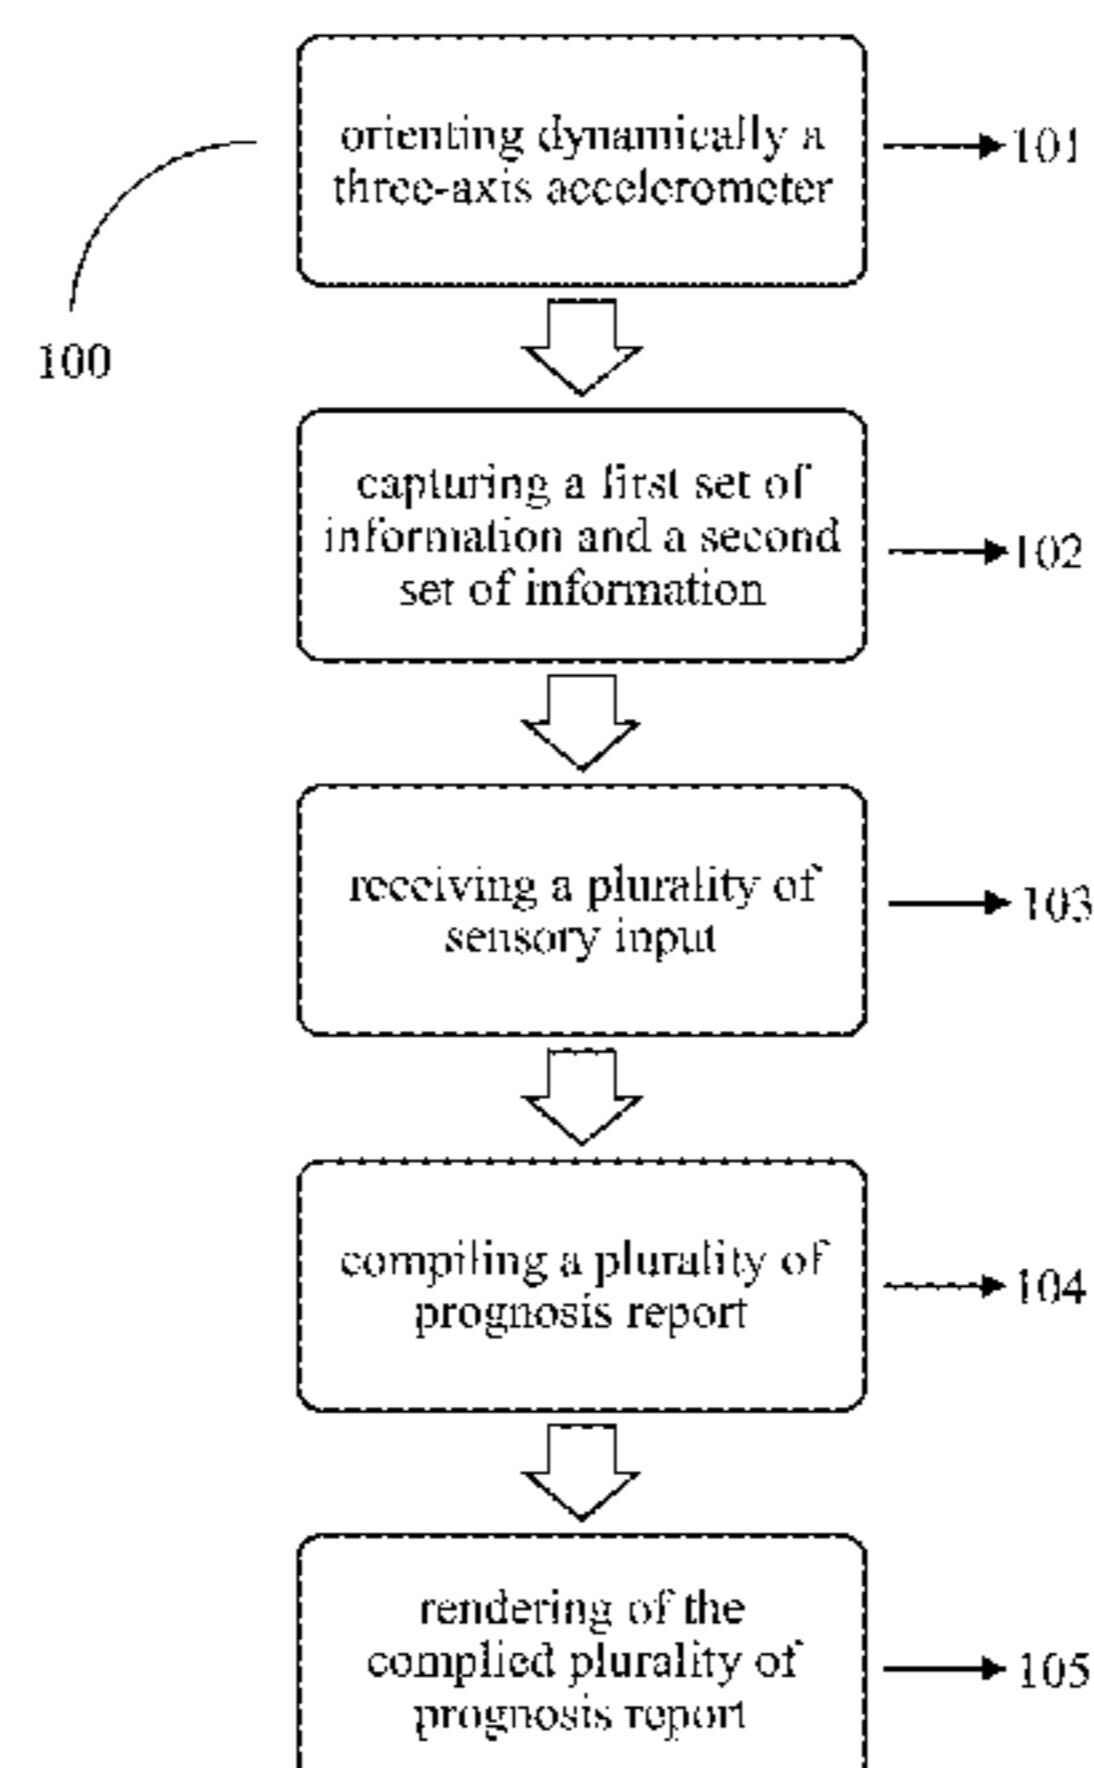 orienting dynamically a
three-axis accelerometer
101
100
capturing a first set of
information and a second
set of information
102
receiving a plurality of
sensory input
103
compiling a plurality of
prognosis report
104
rendering of the
complied plurality of
prognosis report
105